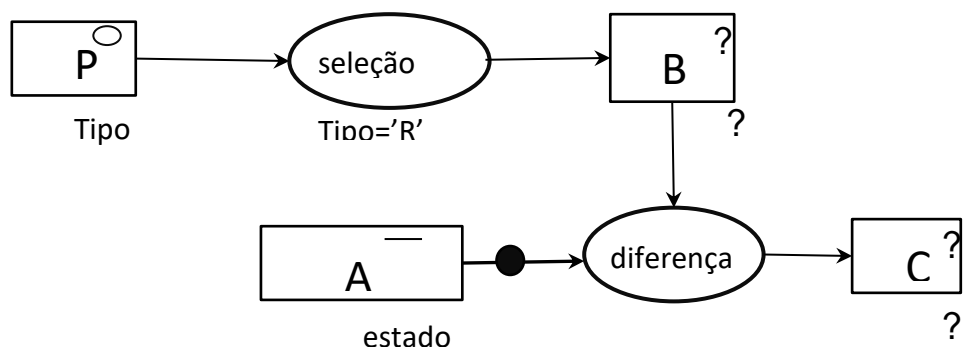 P
seleção
B
?
Tipo
Tipo='R'
?
A
diferença
C
?
estado
?